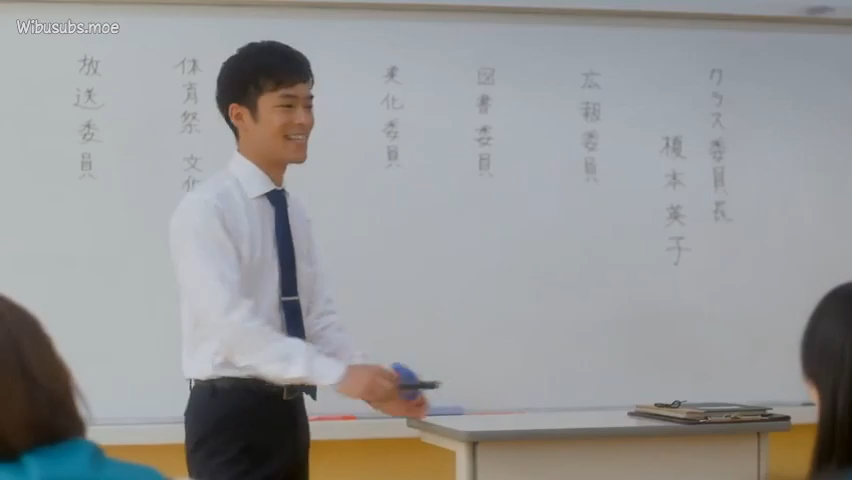 Wibusubs.moe
クラス委員長
榎本英子
広報委員
図書委員
美化委員
体育祭 文化
放送委員